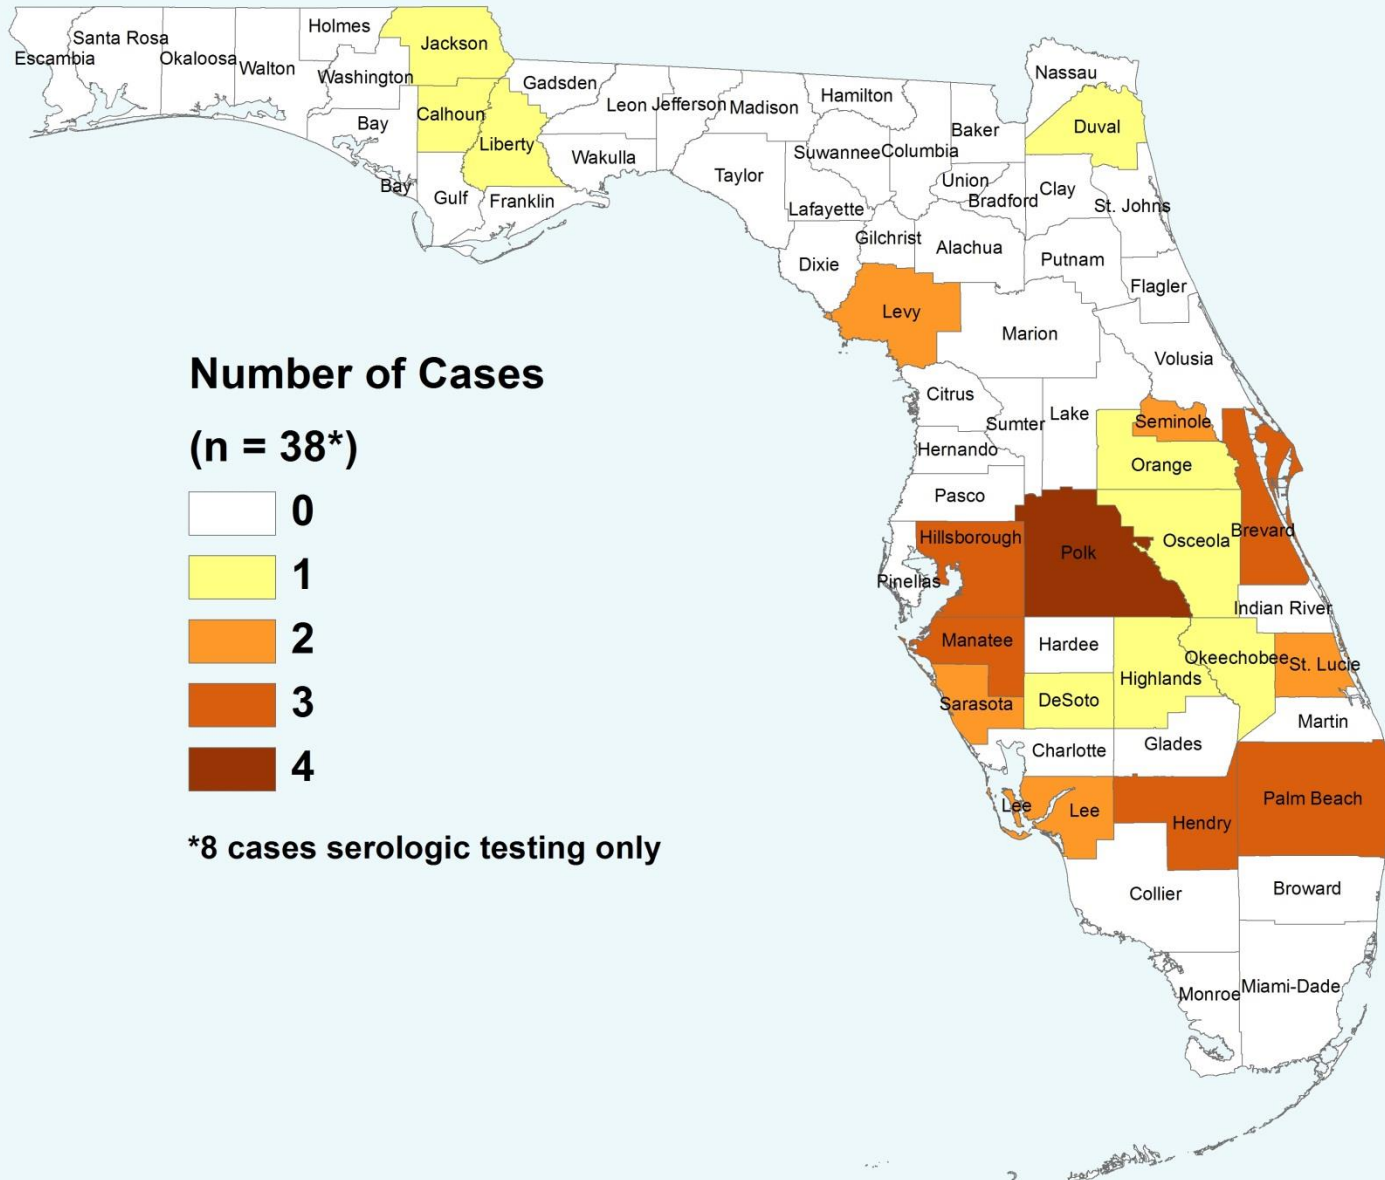 Holmes
Jackson
Santa Rosa
Escambia
Okaloosa
Walton
Washington
Gadsden
Calhoun
Leon
Jefferson
Madison
Hamilton
Nassau
Duval
Baker
Bay
Liberty
Wakulla
Suwannee
Columbia
Taylor
Union
Bradford
Clay
St. Johns
Bay
Gulf
Franklin
Lafayette
Gilchrist
Alachua
Putnam
Dixie
Flagler
Levy
Marion
Volusia
Number of Cases
(n = 38*)
0
1
2
3
4
*8 cases serologic testing only
Citrus
Sumter
Lake
Seminole
Hernando
Orange
Pasco
Hillsborough
Polk
Osceola
Brevard
Pinellas
Indian River
Manatee
Hardee
Okeechobee
St. Lucie
Highlands
Sarasota
DeSoto
Martin
Charlotte
Glades
Lee
Lee
Hendry
Palm Beach
Collier
Broward
Monroe
Miami-Dade